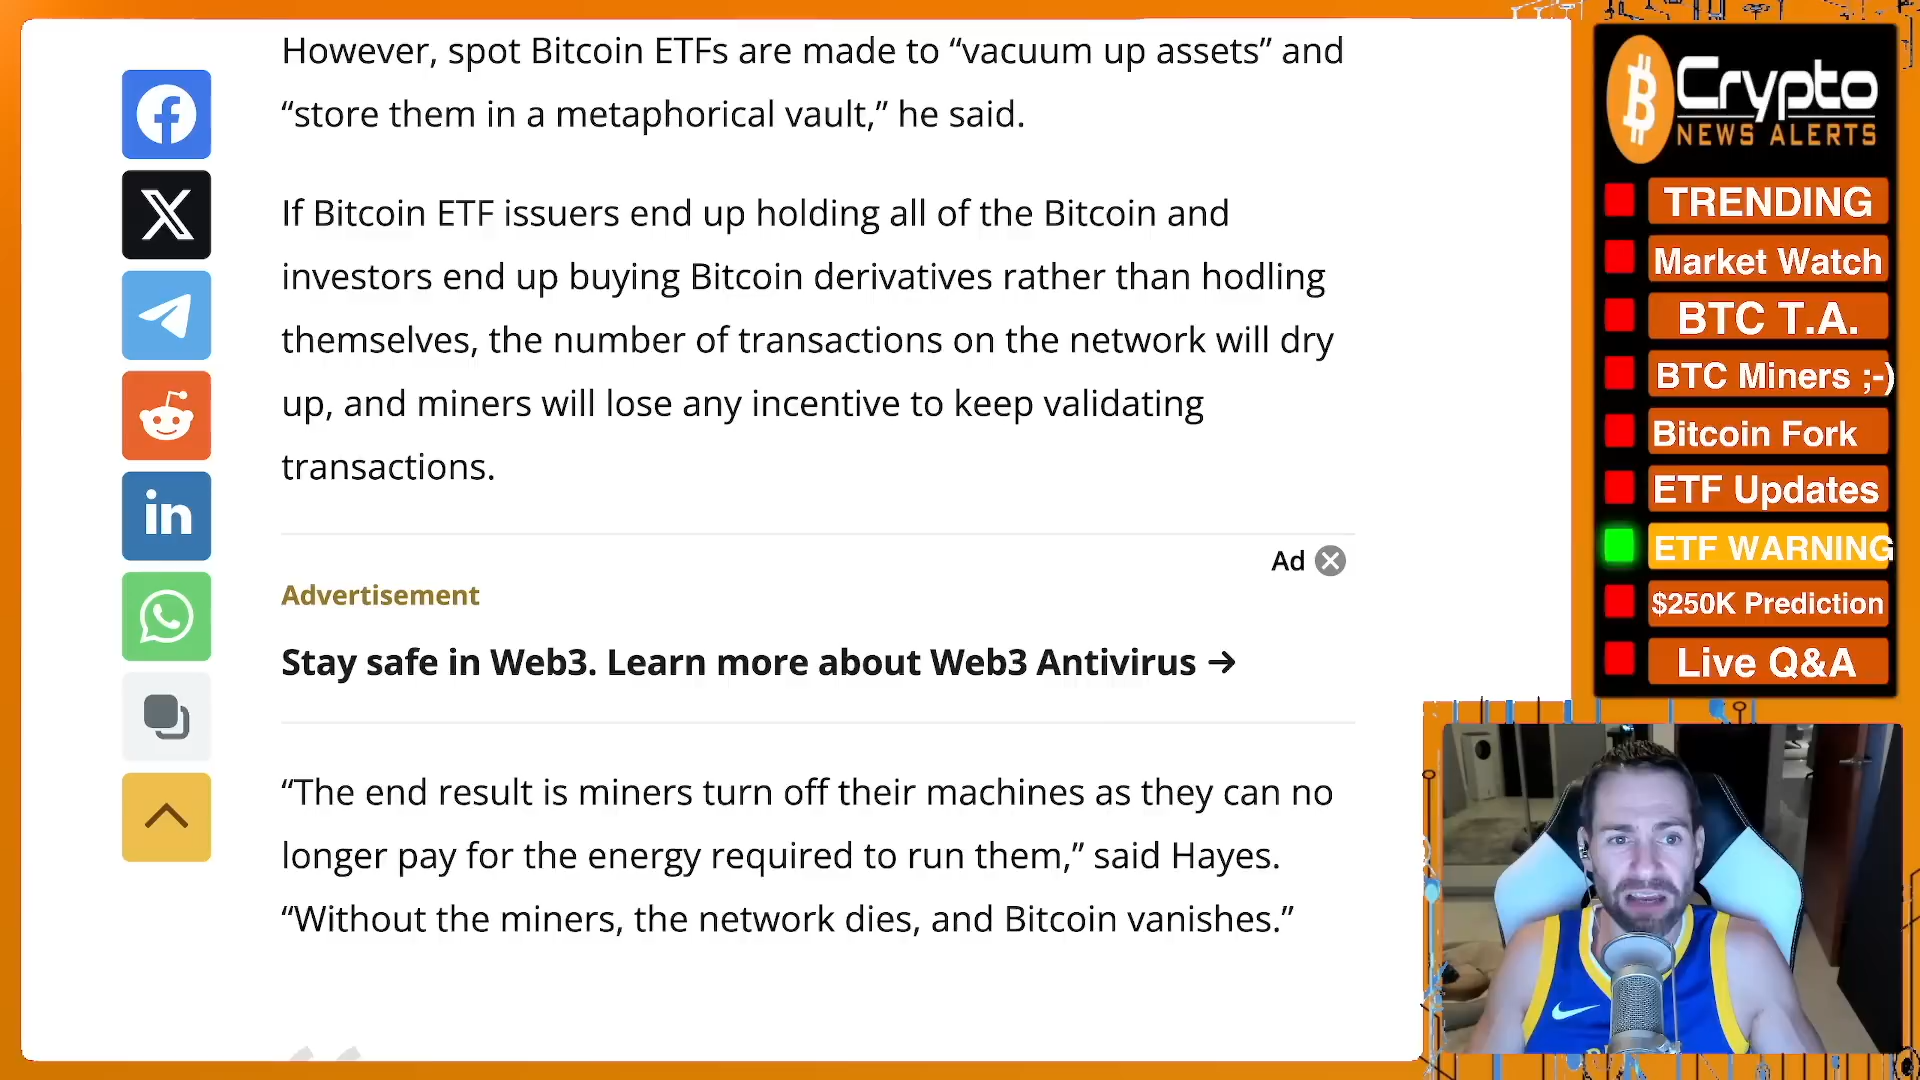 However, spot Bitcoin ETFs are made to “vacuum up assets” and
“store them in a metaphorical vault,” he said.
If Bitcoin ETF issuers end up holding all of the Bitcoin and
investors end up buying Bitcoin derivatives rather than hodling
themselves, the number of transactions on the network will dry
up, and miners will lose any incentive to keep validating
transactions.
Ad
Advertisement
Stay safe in Web3. Learn more about Web3 Antivirus →
“The end result is miners turn off their machines as they can no
longer pay for the energy required to run them,” said Hayes.
“Without the miners, the network dies, and Bitcoin vanishes.”
in
Crypto
NEWS ALERTS
TRENDING
Market Watch
BTC T.A.
BTC Miners ;-)
Bitcoin Fork
ETF Updates
ETF WARNING
$250K Prediction
Live Q&A